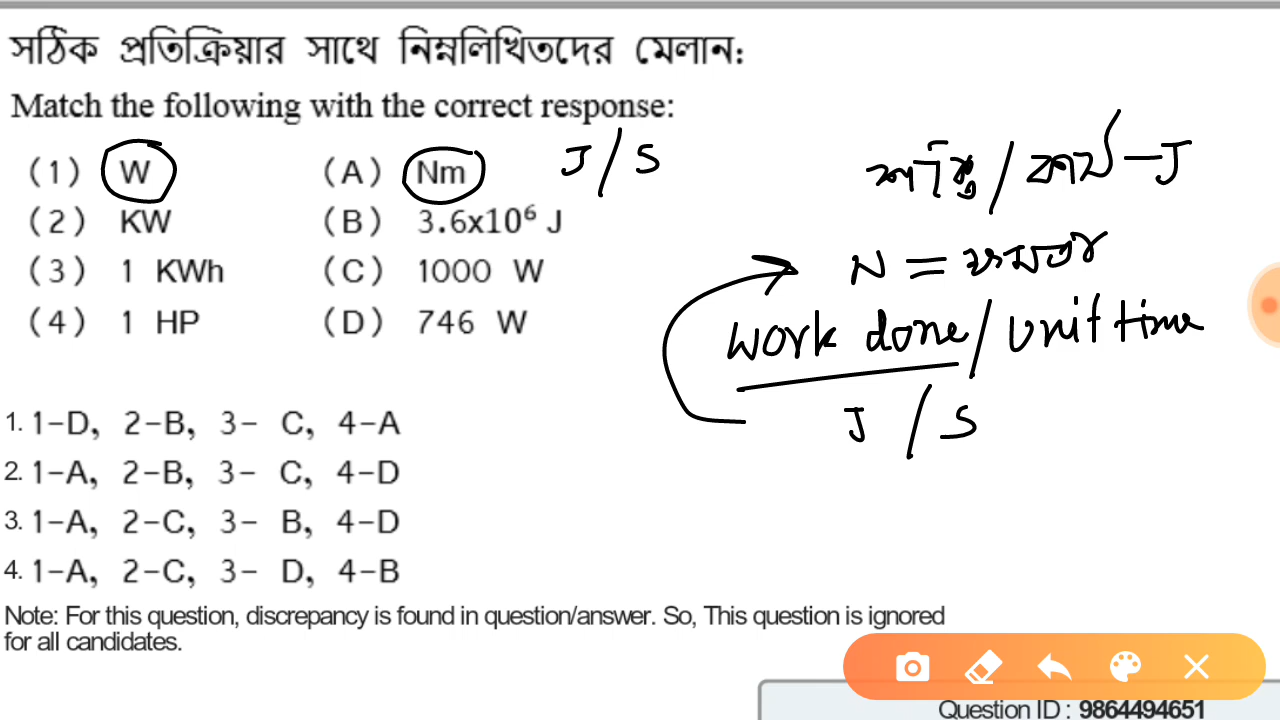 সঠিক প্রতিক্রিয়ার সাথে নিম্নলিখিতদের মেলান:
Match the following with the correct response:
(1) W (A) Nm J/S
(2) KW (B) 3.6x10⁶ J
(3) 1 KWh (C) 1000 W
(4) 1 HP (D) 746 W
1. 1-D, 2-B, 3- C, 4-A
2. 1-A, 2-B, 3- C, 4-D
3. 1-A, 2-C, 3- B, 4-D
4. 1-A, 2-C, 3- D, 4-B
Note: For this question, discrepancy is found in question/answer. So, This question is ignored
for all candidates.
/ কার্য - J
N =
work done/ unit time
J / S
Question ID : 9864494651